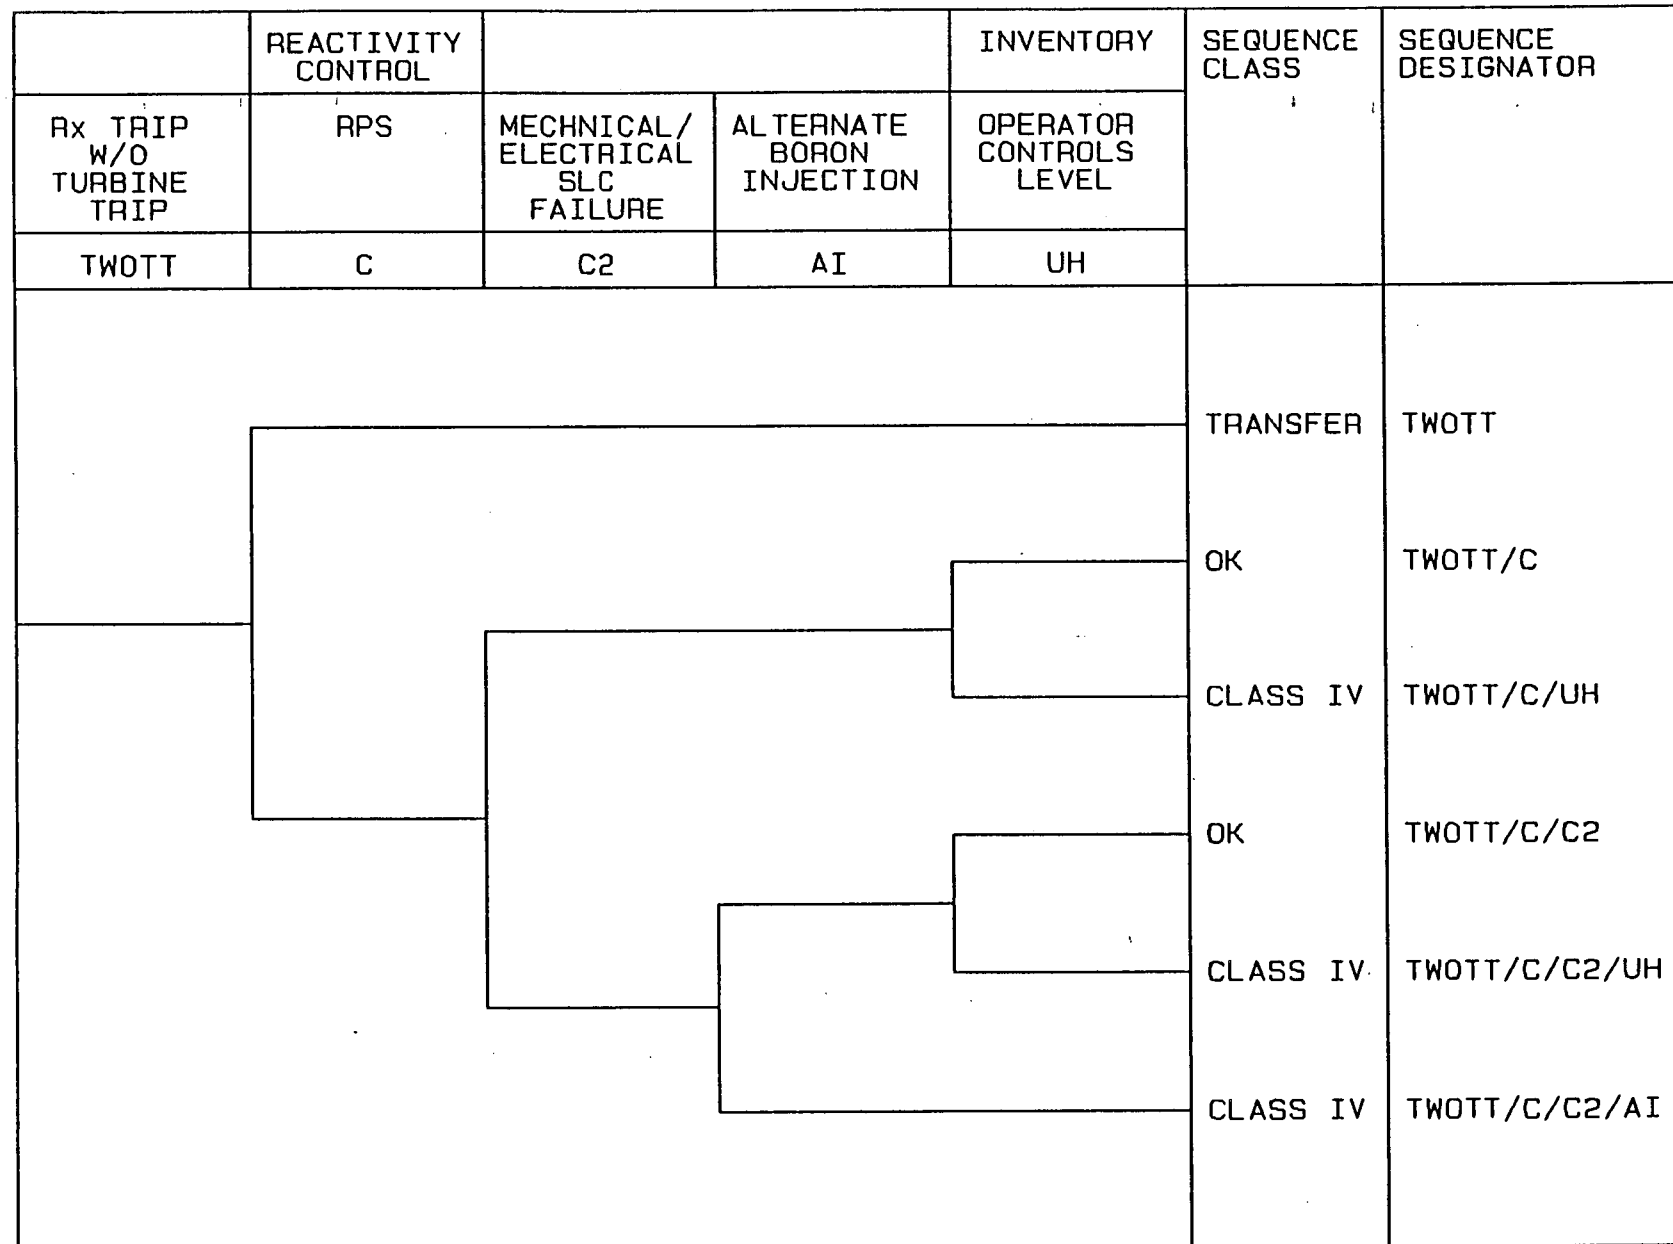 REACTIVITY
CONTROL
INVENTORY
SEQUENCE
CLASS
SEQUENCE
DESIGNATOR
Rx TRIP
W/O
TURBINE
TRIP
RPS
MECHNICAL/
ELECTRICAL
SLC
FAILURE
ALTERNATE
BORON
INJECTION
OPERATOR
CONTROLS
LEVEL
TWOTT
C
C2
AI
UH
TRANSFER
TWOTT
OK
TWOTT/C
CLASS IV
TWOTT/C/UH
OK
TWOTT/C/C2
CLASS IV
TWOTT/C/C2/UH
CLASS IV
TWOTT/C/C2/AI